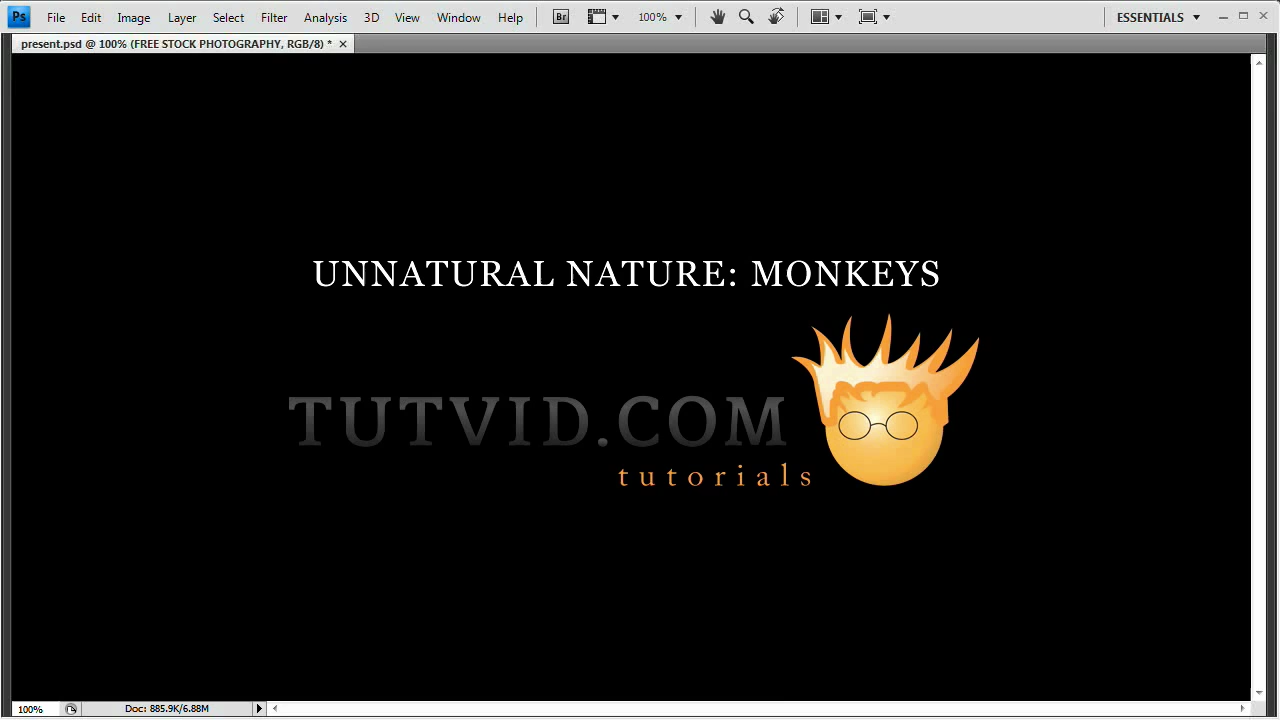 Ps File Edit Image Layer Select Filter Analysis 3D View Window Help Br 100% ESSENTIALS
present.psd @ 100% (FREE STOCK PHOTOGRAPHY, RGB/8) *
UNNATURAL NATURE: MONKEYS
TUTVID.COM
tutorials
100% Doc: 885.9K/6.88M